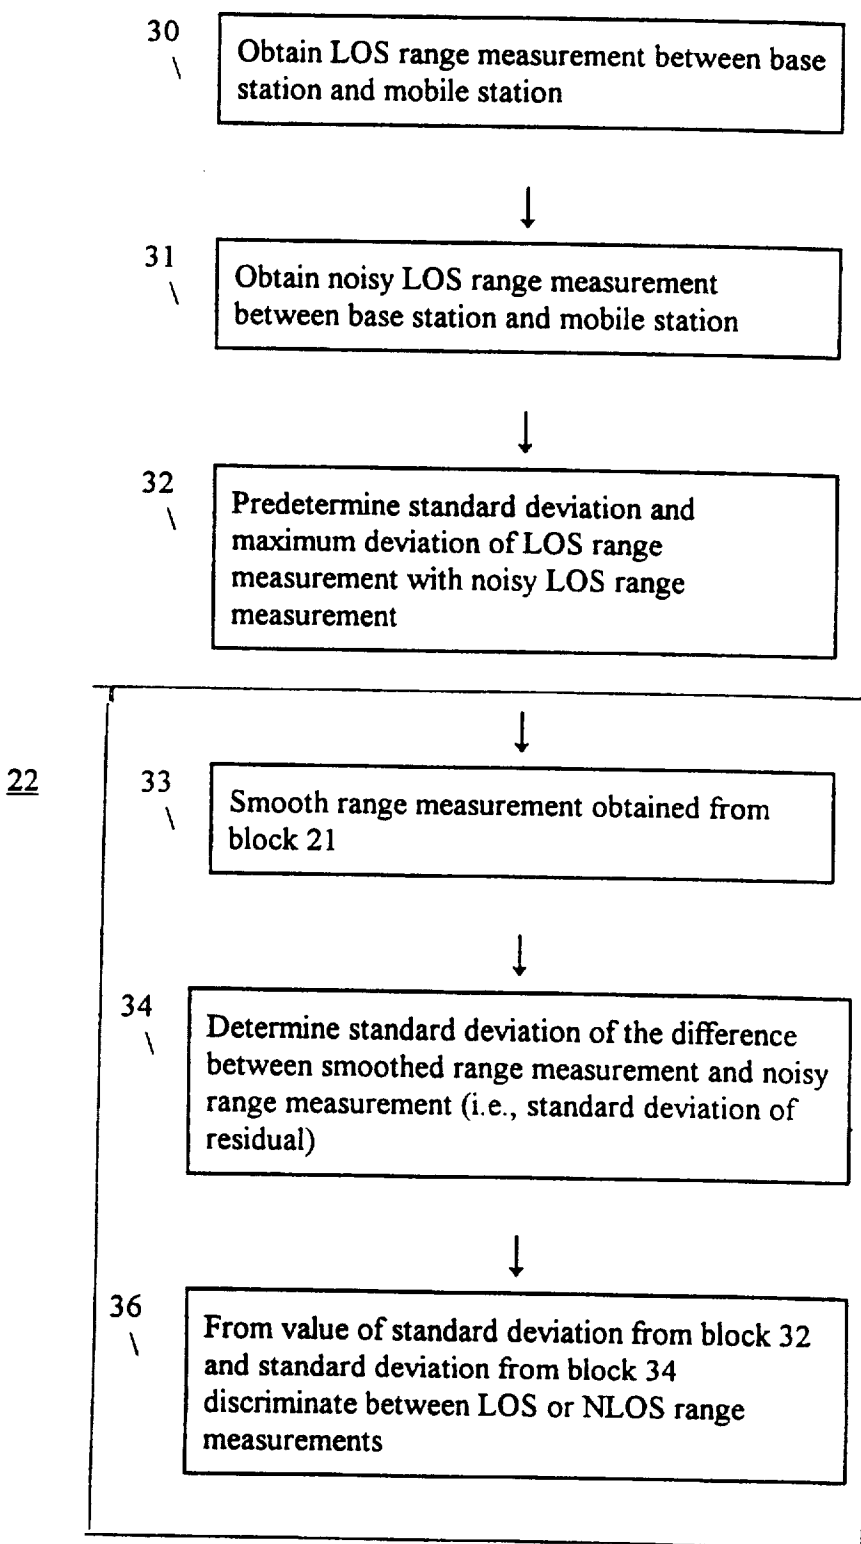 30
Obtain LOS range measurement between base
station and mobile station
31
Obtain noisy LOS range measurement
between base station and mobile station
32
Predetermine standard deviation and
maximum deviation of LOS range
measurement with noisy LOS range
measurement
22
33
Smooth range measurement obtained from
block 21
34
Determine standard deviation of the difference
between smoothed range measurement and noisy
range measurement (i.e., standard deviation of
residual)
36
From value of standard deviation from block 32
and standard deviation from block 34
discriminate between LOS or NLOS range
measurements